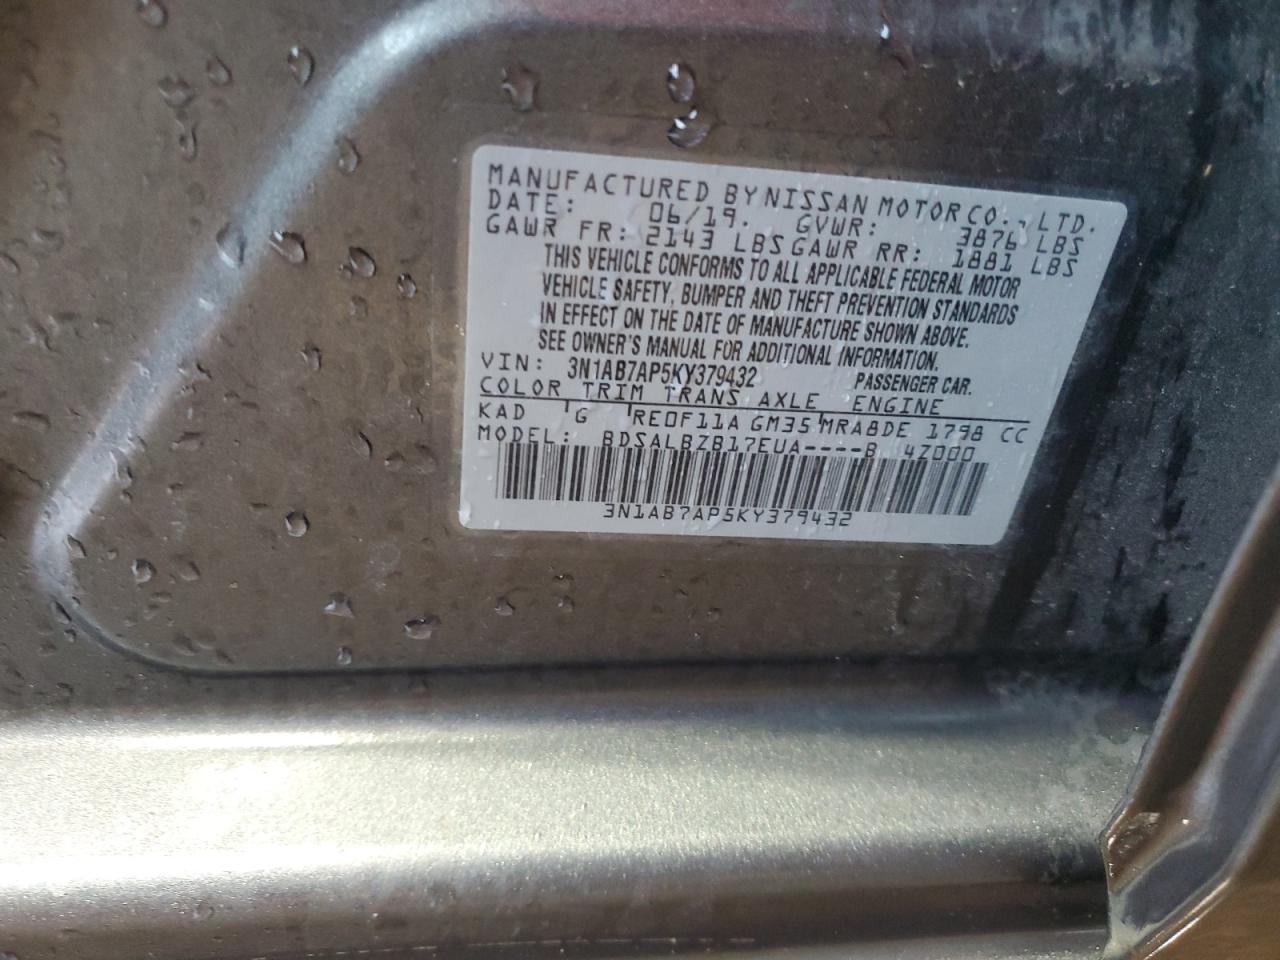 MANUFACTURED BY NISSAN MOTOR CO., LTD.
DATE: 06/19. GVWR: 3876 LBS
GAWR FR: 2143 LBS GAWR RR: 1881 LBS
THIS VEHICLE CONFORMS TO ALL APPLICABLE FEDERAL MOTOR
VEHICLE SAFETY, BUMPER AND THEFT PREVENTION STANDARDS
IN EFFECT ON THE DATE OF MANUFACTURE SHOWN ABOVE.
SEE OWNER'S MANUAL FOR ADDITIONAL INFORMATION.
VIN: 3N1AB7AP5KY379432 PASSENGER CAR.
COLOR TRIM TRANS AXLE ENGINE
KAD G RE0F11A GM35 MRA8DE 1798 CC
MODEL: BDSALBZB17EUA----B 4Z000
3N1AB7AP5KY379432